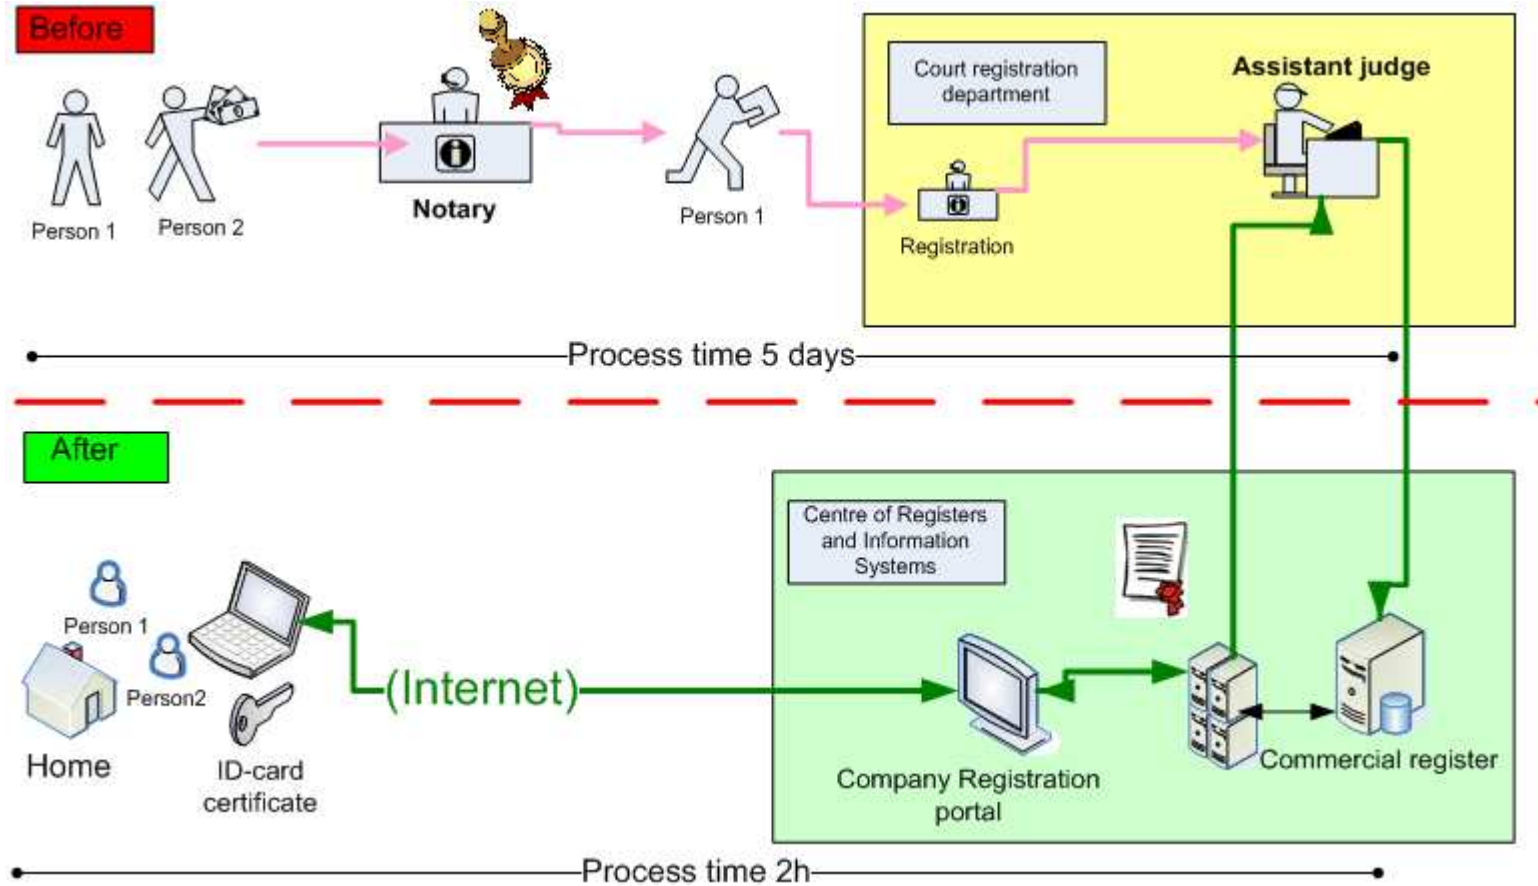 Before
Person 1
Person 2
Notary
Person 1
Court registration
department
Registration
Assistant judge
Process time 5 days
After
Person 1
Person2
Home
ID-card
certificate
(Internet)
Centre of Registers
and Information
Systems
Company Registration
portal
Commercial register
Process time 2h